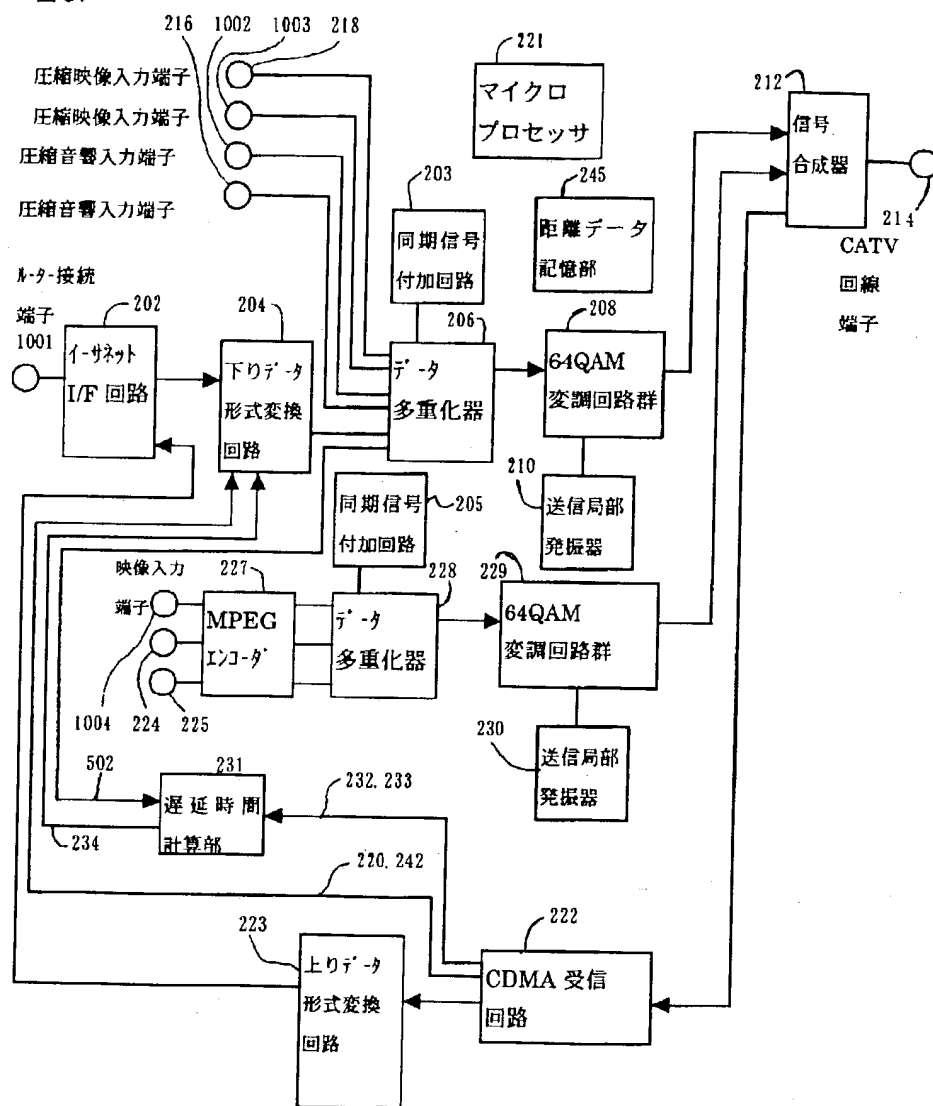 216 1002 1003 218
圧縮映像入力端子
圧縮映像入力端子
圧縮音響入力端子
圧縮音響入力端子
221
マイクロ
プロセッサ
212
信号
合成器
214
CATV
回線
端子
203
同期信号
付加回路
245
距離データ
記憶部
ルーター接続
端子
1001
202
イーサネット
I/F 回路
204
下りデータ
形式変換
回路
206
データ
多重化器
208
64QAM
変調回路群
210
送信局部
発振器
同期信号
付加回路
205
映像入力
端子
227
MPEG
エンコーダ
228
データ
多重化器
229
64QAM
変調回路群
1004 224 225
230
送信局部
発振器
502
231
遅延時間
計算部
232,233
234
220,242
223
上りデータ
形式変換
回路
222
CDMA 受信
回路